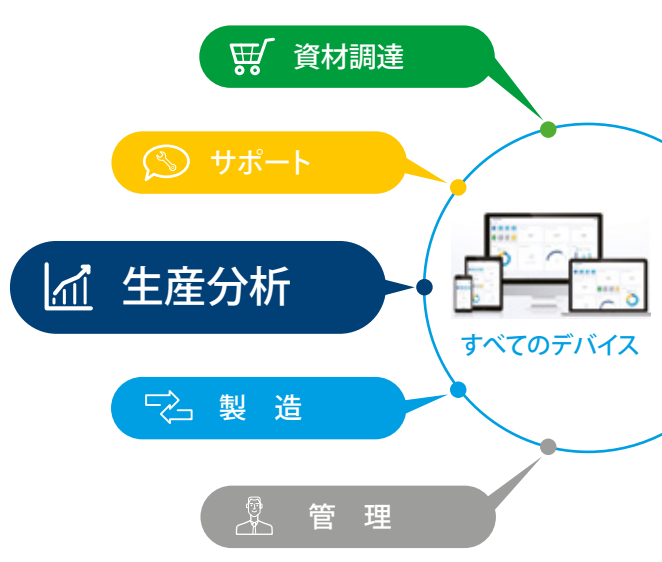 資材調達
サポート
生産分析
すべてのデバイス
製 造
管 理